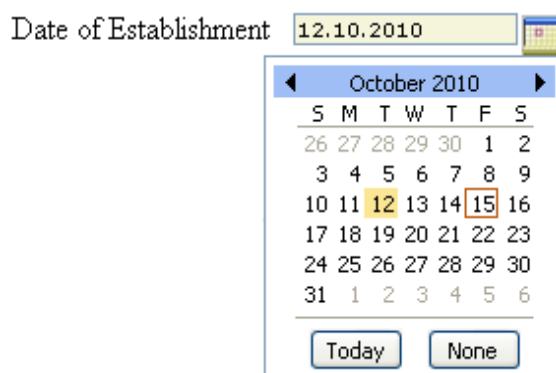 Date of Establishment 12.10.2010
October 2010
S M T W T F S
26 27 28 29 30 1 2
3 4 5 6 7 8 9
10 11 12 13 14 15 16
17 18 19 20 21 22 23
24 25 26 27 28 29 30
31 1 2 3 4 5 6
Today None